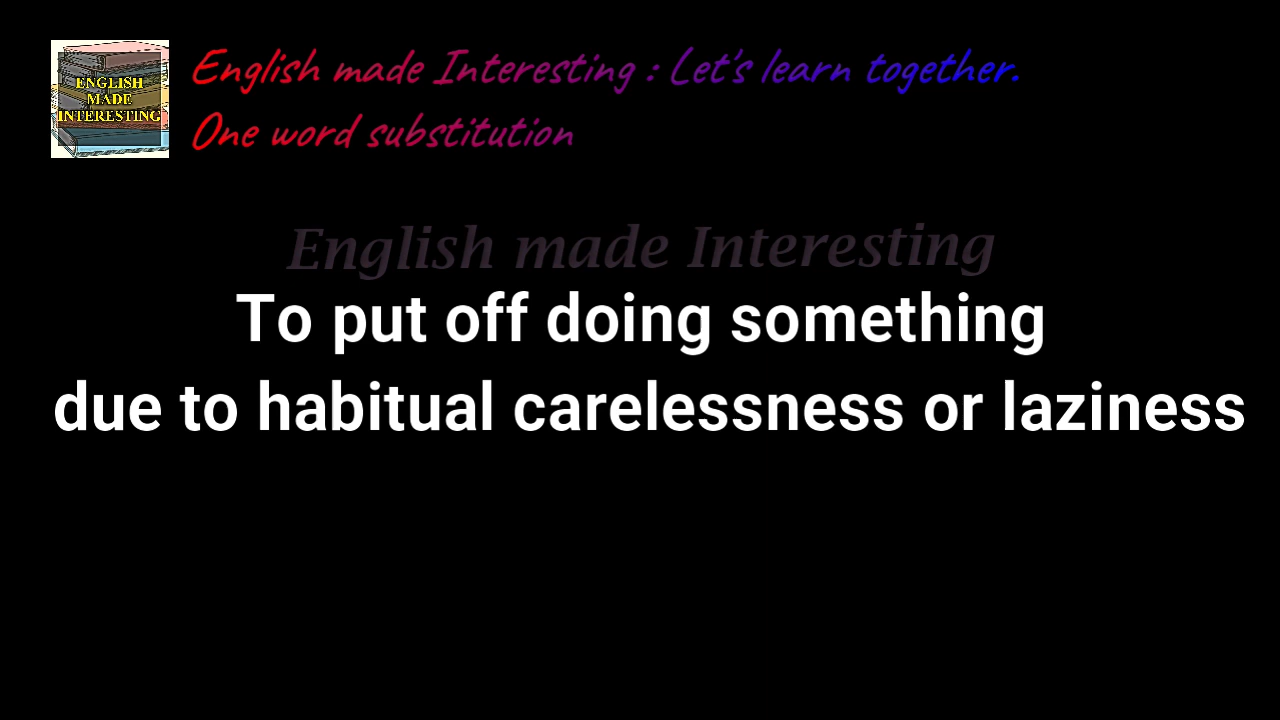 ENGLISH
MADE
INTERESTING
English made Interesting : Let's learn together.
One word substitution
English made Interesting
To put off doing something
due to habitual carelessness or laziness